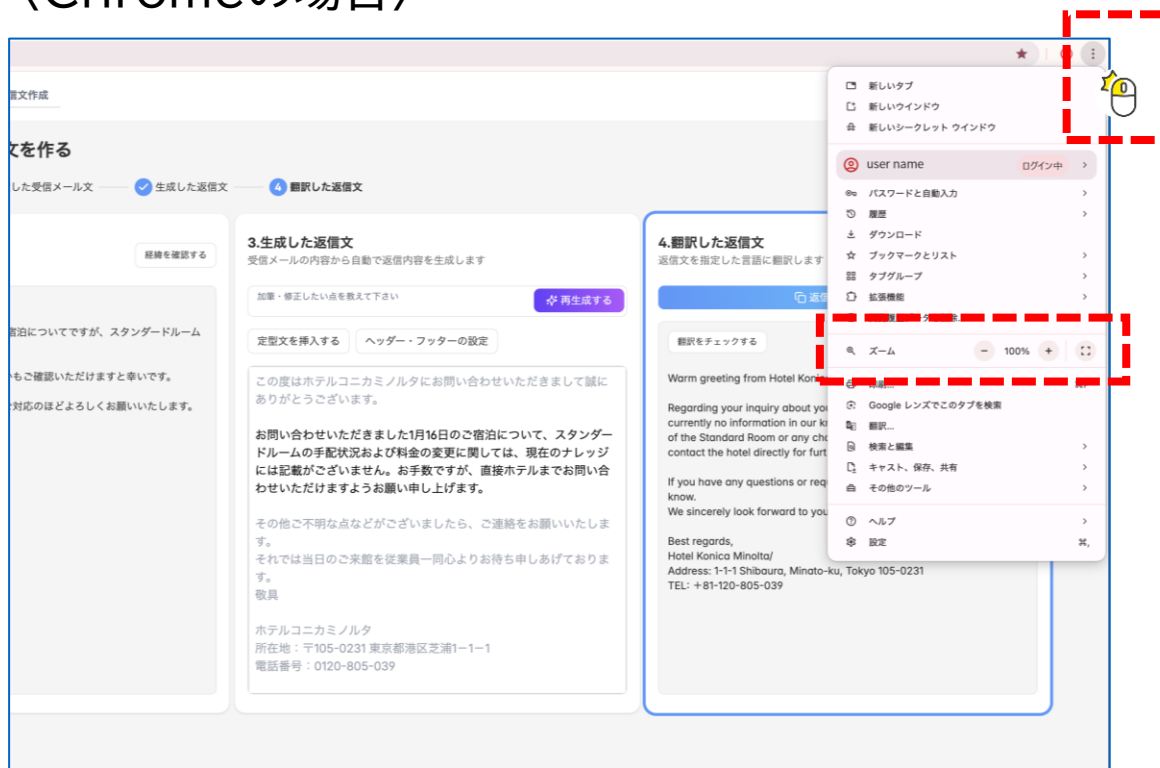 （Chromeの場合）
文作成
文を作る
した受信メール文
生成した返信文
4 翻訳した返信文
経緯を確認する
宿泊についてですが、スタンダードルーム
もご確認いただけますと幸いです。
対応のほどよろしくお願いいたします。
3.生成した返信文
受信メールの内容から自動で返信内容を生成します
加筆・修正したい点を教えて下さい
再生成する
定型文を挿入する
ヘッダー・フッターの設定
この度はホテルコニカミノルタにお問い合わせいただきまして誠に
ありがとうございます。
お問い合わせいただきました1月16日のご宿泊について、スタンダー
ドルームの手配状況および料金の変更に関しては、現在のナレッジ
には記載がございません。お手数ですが、直接ホテルまでお問い合
わせいただけますようお願い申し上げます。
その他ご不明な点などがございましたら、ご連絡をお願いいたしま
す。
それでは当日のご来館を従業員一同心よりお待ち申しあげておりま
す。
敬具
ホテルコニカミノルタ
所在地：〒105-0231 東京都港区芝浦1－1－1
電話番号：0120-805-039
4.翻訳した返信文
返信文を指定した言語に翻訳します
返信
翻訳をチェックする
Warm greeting from Hotel
Regarding your inquiry about
currently no information in our
of the Standard Room or any
contact the hotel directly for
If you have any questions or
know.
We sincerely look forward to
Best regards,
Hotel Konica Minolta/
Address: 1-1-1 Shibaura, Minato-ku, Tokyo 105-0231
TEL: +81-120-805-039
新しいタブ
新しいウインドウ
新しいシークレット ウインドウ
user name
ログイン中
パスワードと自動入力
履歴
ダウンロード
ブックマークとリスト
タブグループ
拡張機能
ズーム
－ 100% ＋
Google レンズでこのタブを検索
翻訳...
検索と編集
キャスト、保存、共有
その他のツール
ヘルプ
設定
⌘,